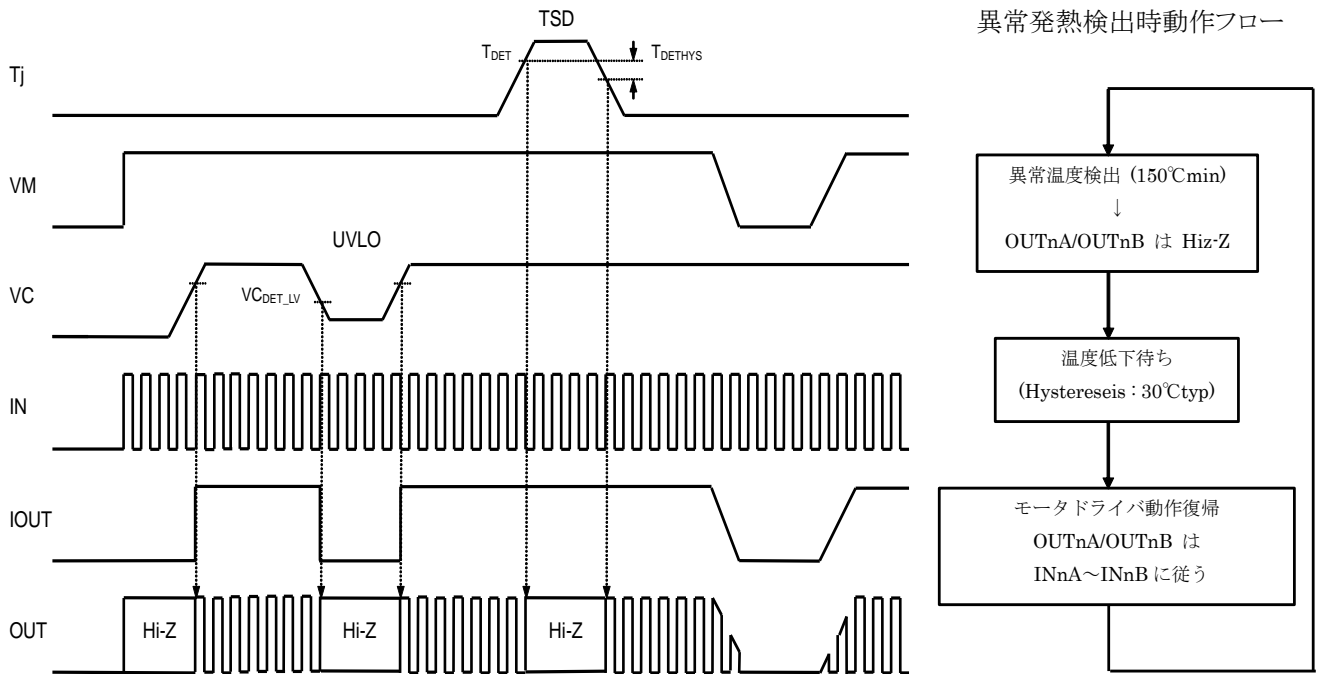 TSD
TDET
TDETHYS
Tj
VM
UVLO
VC
VCDET_LV
IN
IOUT
OUT
Hi-Z
Hi-Z
Hi-Z
異常発熱検出時動作フロー
異常温度検出 (150℃min)
↓
OUTnA/OUTnB は Hiz-Z
温度低下待ち
(Hystereseis：30℃typ)
モータドライバ動作復帰
OUTnA/OUTnB は
INnA～INnB に従う